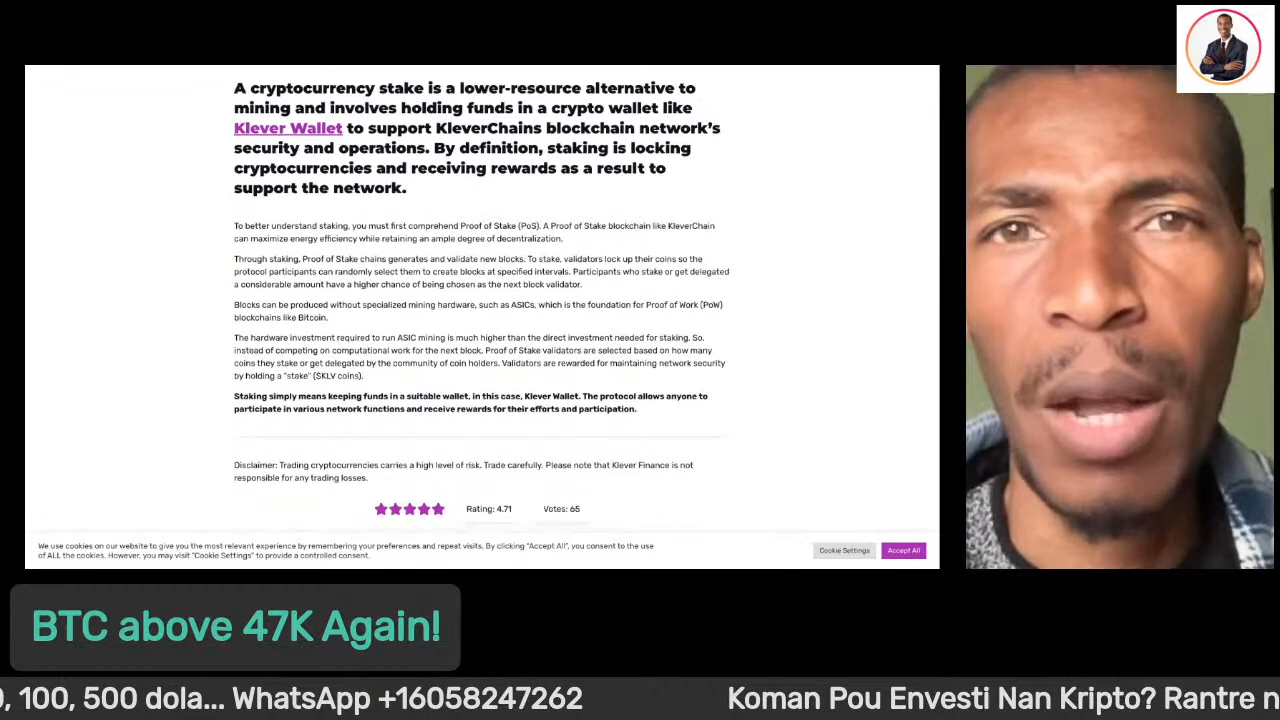 A cryptocurrency stake is a lower-resource alternative to
mining and involves holding funds in a crypto wallet like
Klever Wallet to support KleverChains blockchain network's
security and operations. By definition, staking is locking
cryptocurrencies and receiving rewards as a result to
support the network.
To better understand staking, you must first comprehend Proof of Stake (PoS). A Proof of Stake blockchain like KleverChain
can maximize energy efficiency while retaining an ample degree of decentralization.
Through staking, Proof of Stake chains generates and validate new blocks. To stake, validators lock up their coins so the
protocol participants can randomly select them to create blocks at specified intervals. Participants who stake or get delegated
a considerable amount have a higher chance of being chosen as the next block validator.
Blocks can be produced without specialized mining hardware, such as ASICs, which is the foundation for Proof of Work (PoW)
blockchains like Bitcoin.
The hardware investment required to run ASIC mining is much higher than the direct investment needed for staking. So,
instead of competing on computational work for the next block, Proof of Stake validators are selected based on how many
coins they stake or get delegated by the community of coin holders. Validators are rewarded for maintaining network security
by holding a "stake" ($KLV coins).
Staking simply means keeping funds in a suitable wallet, in this case, Klever Wallet. The protocol allows anyone to
participate in various network functions and receive rewards for their efforts and participation.
Disclaimer: Trading cryptocurrencies carries a high level of risk. Trade carefully. Please note that Klever Finance is not
responsible for any trading losses.
Rating: 4.71 Votes: 65
We use cookies on our website to give you the most relevant experience by remembering your preferences and repeat visits. By clicking "Accept All", you consent to the use
of ALL the cookies. However, you may visit "Cookie Settings" to provide a controlled consent.
Cookie Settings Accept All
BTC above 47K Again!
, 100, 500 dola... WhatsApp +16058247262 Koman Pou Envesti Nan Kripto? Rantre n